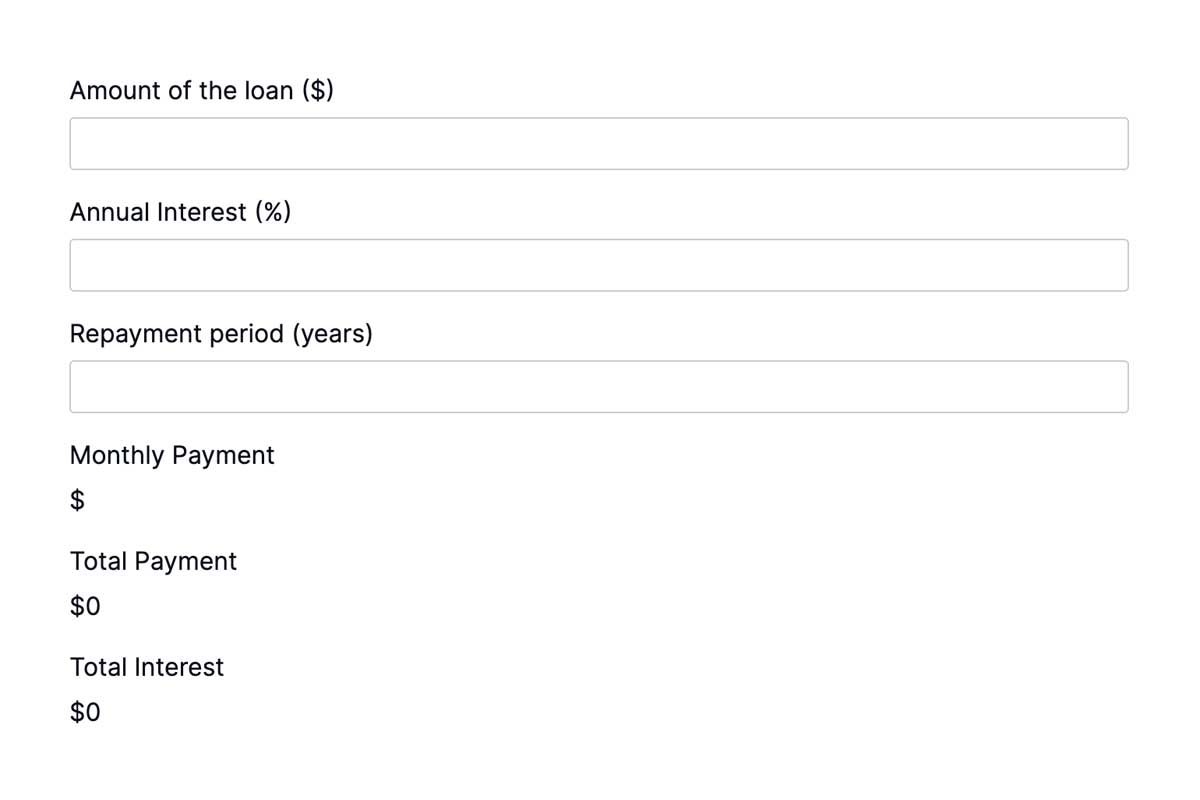 Amount of the loan ($)
Annual Interest (%)
Repayment period (years)
Monthly Payment
$
Total Payment
$0
Total Interest
$0